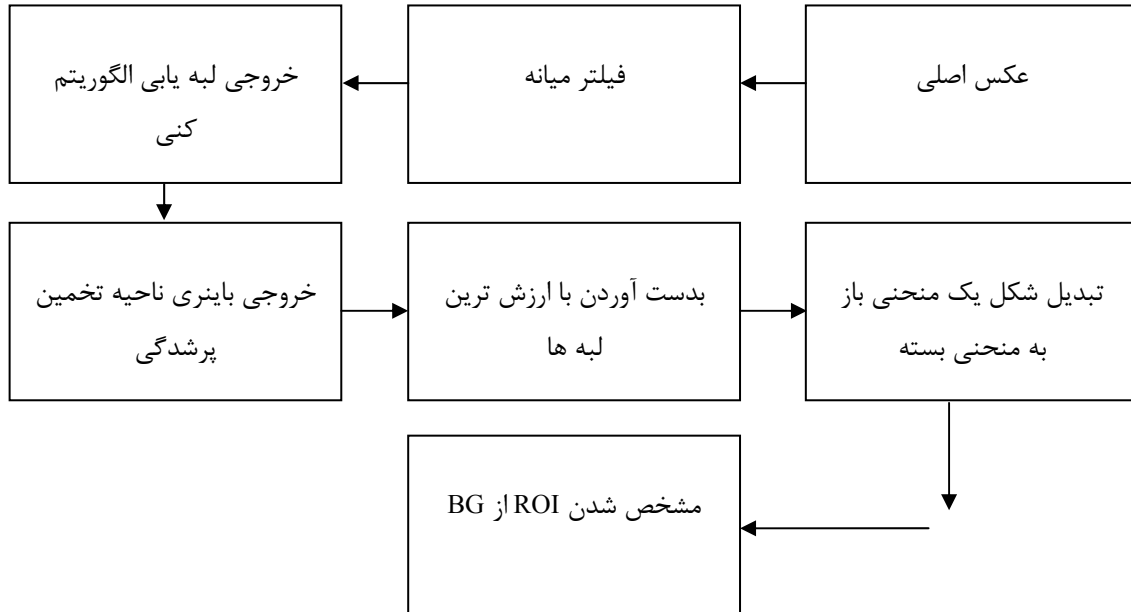 عکس اصلی
فیلتر میانه
خروجی لبه یابی الگوریتم
کنی
خروجی باینری ناحیه تخمین
پرشدگی
بدست آوردن با ارزش ترین
لبه ها
تبدیل شکل یک منحنی باز
به منحنی بسته
مشخص شدن ROI از BG